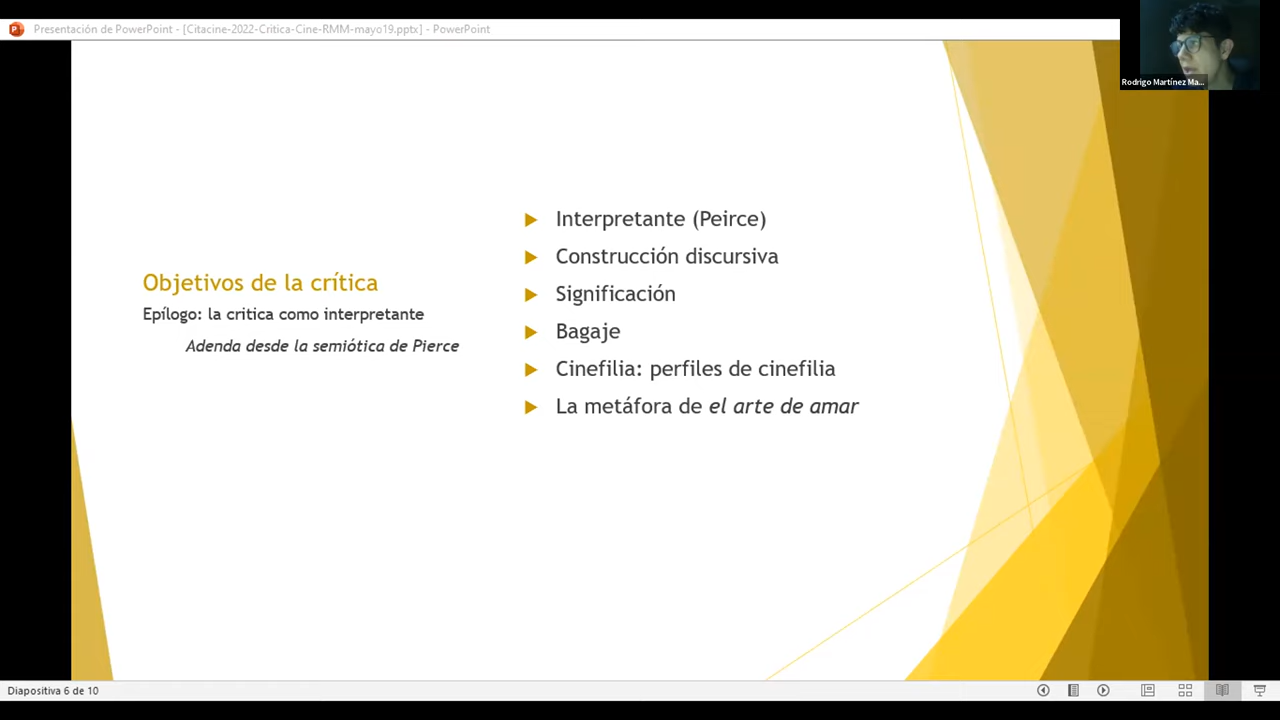 Presentación de PowerPoint - [Citacine-2022-Critica-Cine-RMM-mayo19.pptx] - PowerPoint
Rodrigo Martínez Ma...
Objetivos de la crítica
Epílogo: la critica como interpretante
Adenda desde la semiótica de Pierce
Interpretante (Peirce)
Construcción discursiva
Significación
Bagaje
Cinefilia: perfiles de cinefilia
La metáfora de el arte de amar
Diapositiva 6 de 10